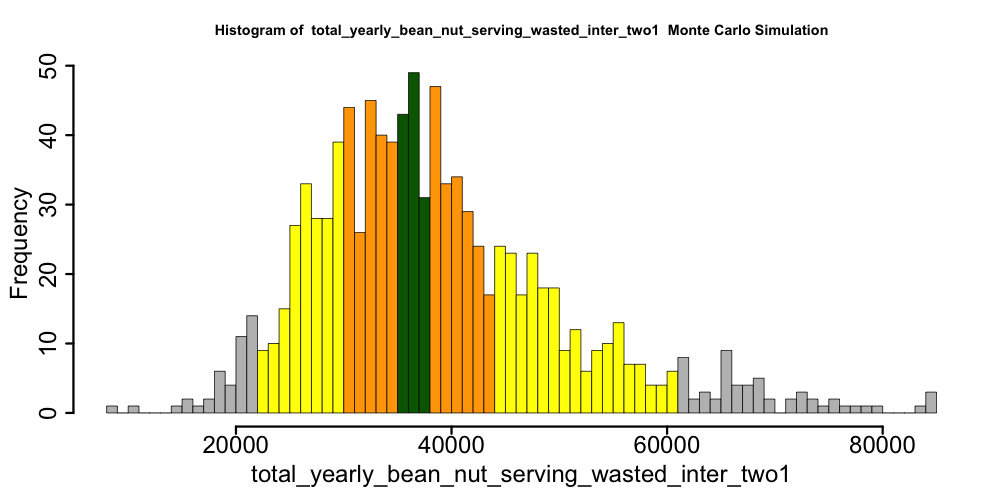 Histogram of  total_yearly_bean_nut_serving_wasted_inter_two1  Monte Carlo Simulation
50
40
30
20
10
0
Frequency
20000 40000 60000 80000
total_yearly_bean_nut_serving_wasted_inter_two1